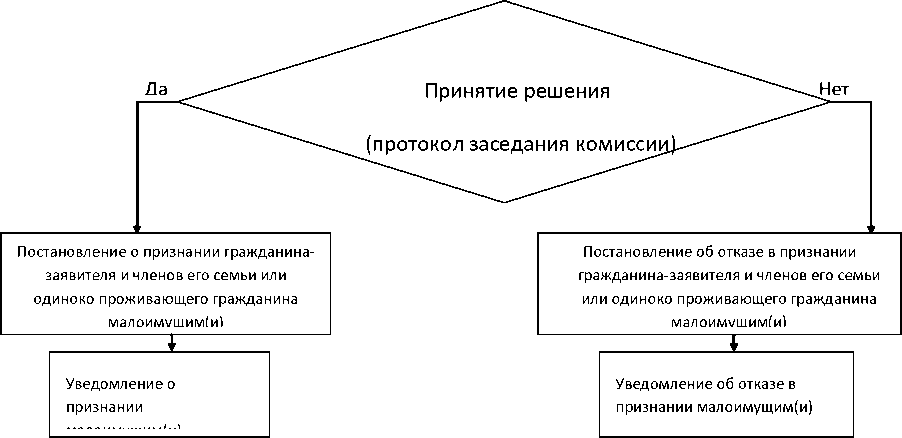 Да
Принятие решения
Нет
(протокол заседания комиссии)
Постановление о признании гражданина-
заявителя и членов его семьи или
одиноко проживающего гражданина
малоимущим(и)
Постановление об отказе в признании
гражданина-заявителя и членов его семьи
или одиноко проживающего гражданина
малоимущим(и)
Уведомление о
признании
малоимущим(и)
Уведомление об отказе в
признании малоимущим(и)